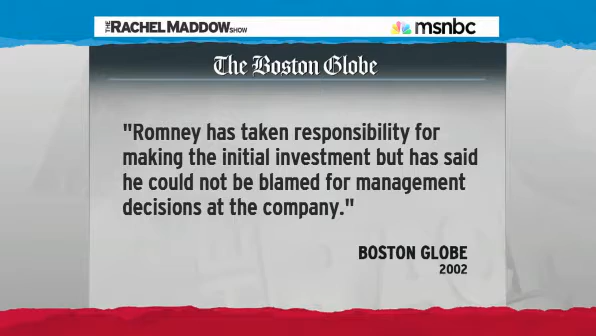 THE RACHEL MADDOW SHOW
msnbc
The Boston Globe
"Romney has taken responsibility for
making the initial investment but has said
he could not be blamed for management
decisions at the company."
BOSTON GLOBE
2002